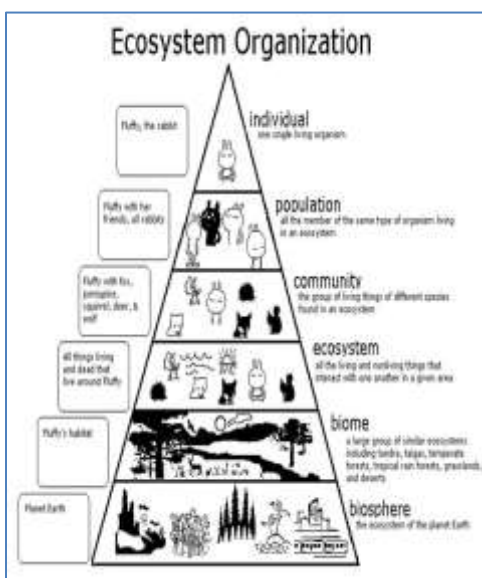 Ecosystem Organization
Fluffy, the rabbit
individual
one single living organism
Fluffy with her
friends, all rabbits
population
all the member of the same type of organism living
in an ecosystem
Fluffy with fox,
porcupine,
squirrel, deer, &
wolf
community
the group of living things of different species
found in an ecosystem
All things living
and dead that
live around Fluffy
ecosystem
all the living and nonliving things that
interact with one another in a given area
Fluffy's habitat
biome
a large group of similar ecosystems
including tundra, taigas, temperate
forests, tropical rain forests, grasslands,
and deserts
Planet Earth
biosphere
the ecosystem of the planet Earth